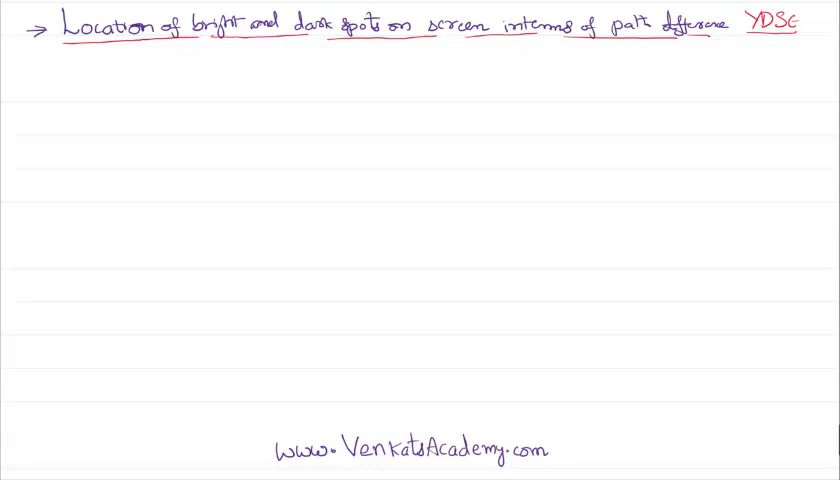 → Location of bright and dark spots on screen interms of path difference YDSE
www.VenkatsAcademy.com